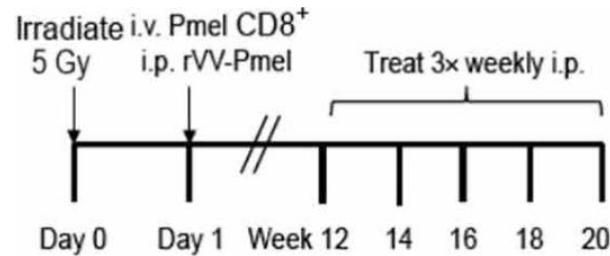 Irradiate i.v. Pmel CD8⁺
5 Gy i.p. rVV-Pmel
Treat 3× weekly i.p.
Day 0 Day 1 Week 12 14 16 18 20